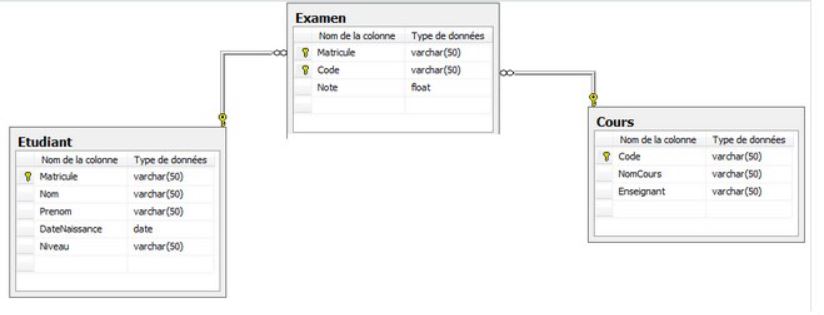 Examen
Nom de la colonne Type de données
Matricule varchar(50)
Code varchar(50)
Note float
Etudiant
Nom de la colonne Type de données
Matricule varchar(50)
Nom varchar(50)
Prenom varchar(50)
DateNaissance date
Niveau varchar(50)
Cours
Nom de la colonne Type de données
Code varchar(50)
NomCours varchar(50)
Enseignant varchar(50)